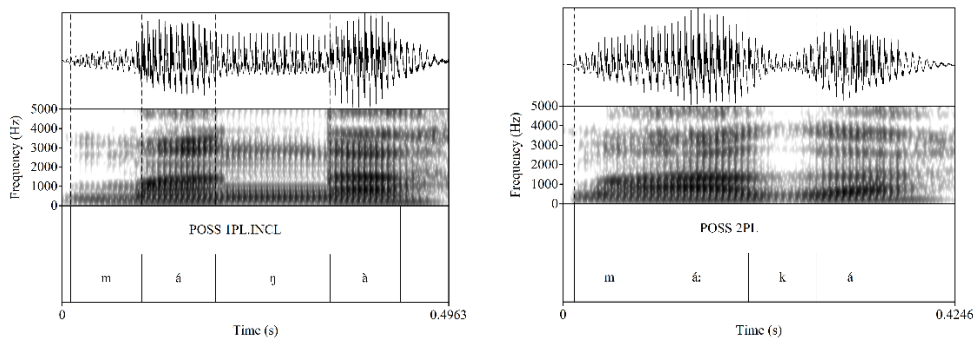 5000
4000
3000
2000
1000
0
Frequency (Hz)
POSS 1PL.INCL
m á ŋ à
0 0.4963
Time (s)
5000
4000
3000
2000
1000
0
Frequency (Hz)
POSS 2PL
m á: k á
0 0.4246
Time (s)